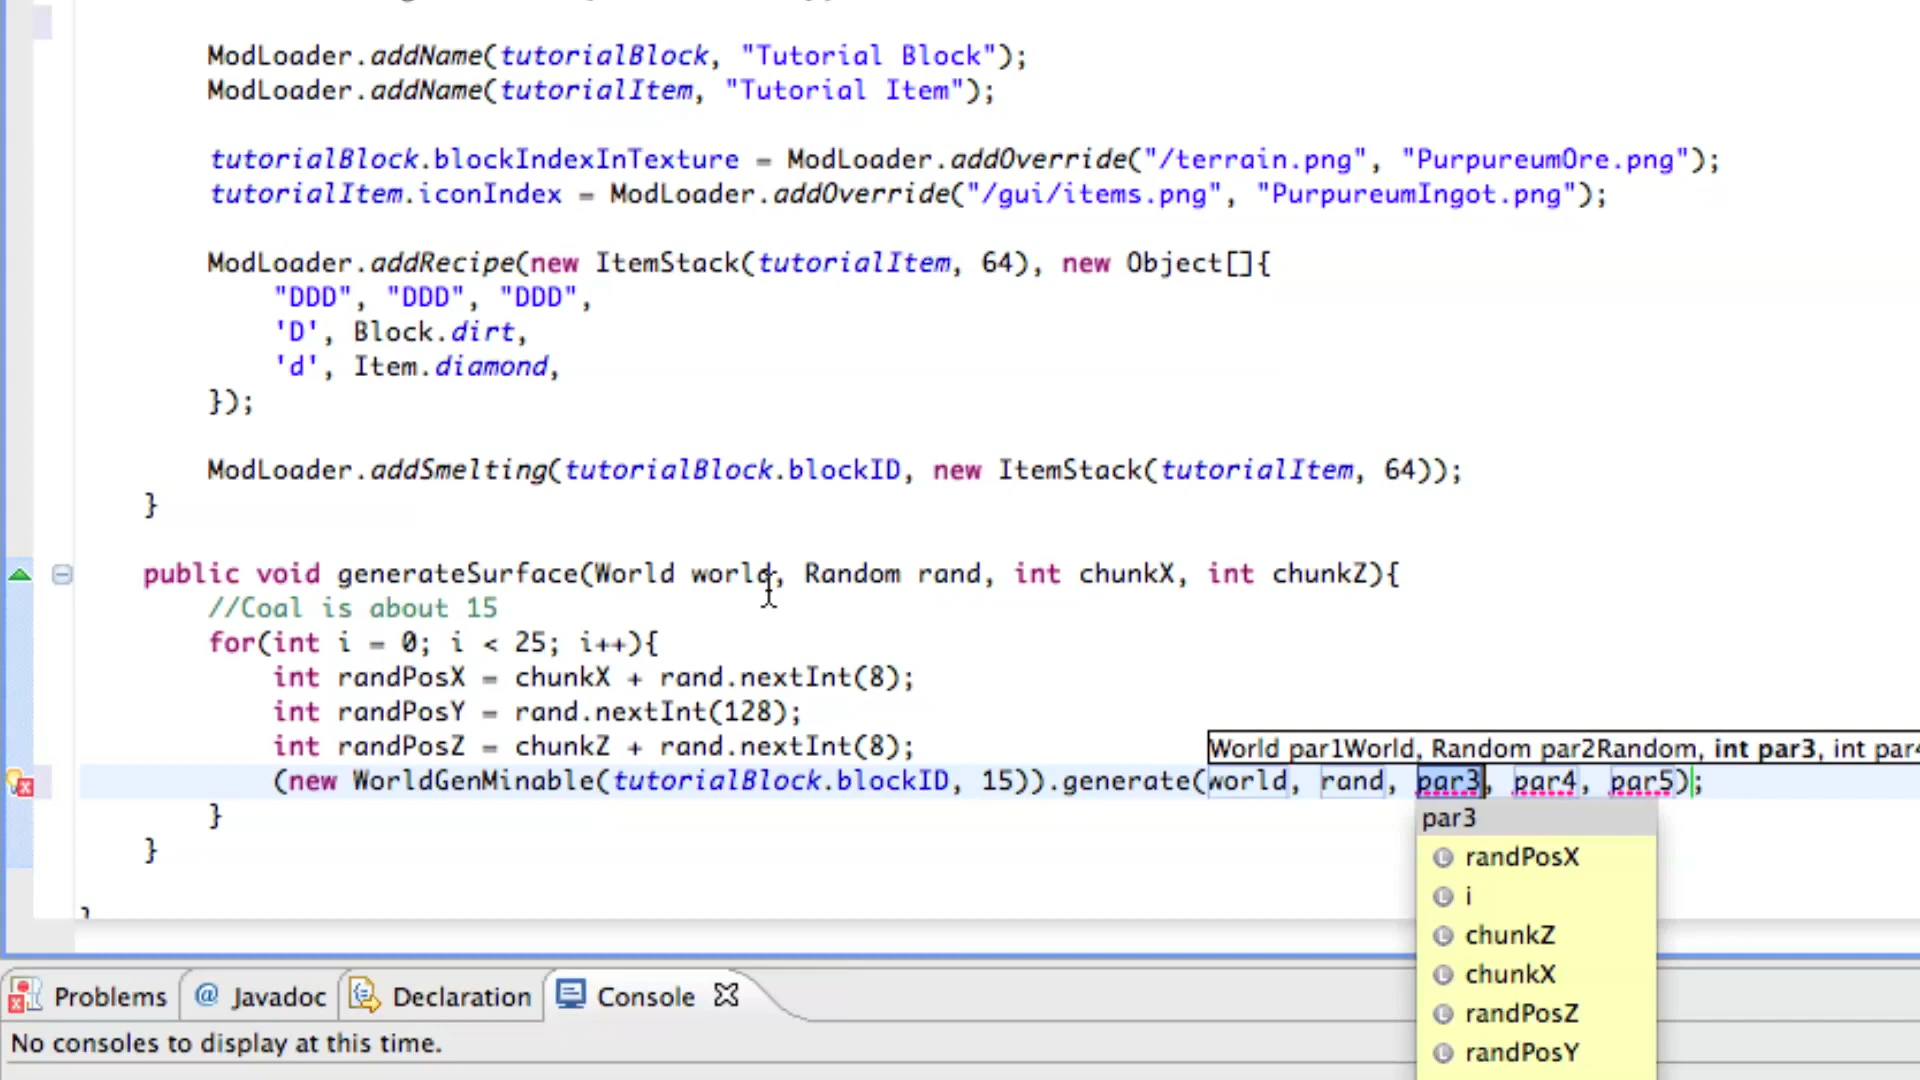 ModLoader.addName(tutorialBlock, "Tutorial Block");
ModLoader.addName(tutorialItem, "Tutorial Item");
tutorialBlock.blockIndexInTexture = ModLoader.addOverride("/terrain.png", "PurpureumOre.png");
tutorialItem.iconIndex = ModLoader.addOverride("/gui/items.png", "PurpureumIngot.png");
ModLoader.addRecipe(new ItemStack(tutorialItem, 64), new Object[]{
"DDD", "DDD", "DDD",
'D', Block.dirt,
'd', Item.diamond,
});
ModLoader.addSmelting(tutorialBlock.blockID, new ItemStack(tutorialItem, 64));
}
public void generateSurface(World world, Random rand, int chunkX, int chunkZ){
//Coal is about 15
for(int i = 0; i < 25; i++){
int randPosX = chunkX + rand.nextInt(8);
int randPosY = rand.nextInt(128);
int randPosZ = chunkZ + rand.nextInt(8);
World par1World, Random par2Random, int par3, int par4
(new WorldGenMinable(tutorialBlock.blockID, 15)).generate(world, rand, par3, par4, par5);
}
}
par3
randPosX
i
chunkZ
chunkX
randPosZ
randPosY
}
Problems @ Javadoc Declaration Console
No consoles to display at this time.